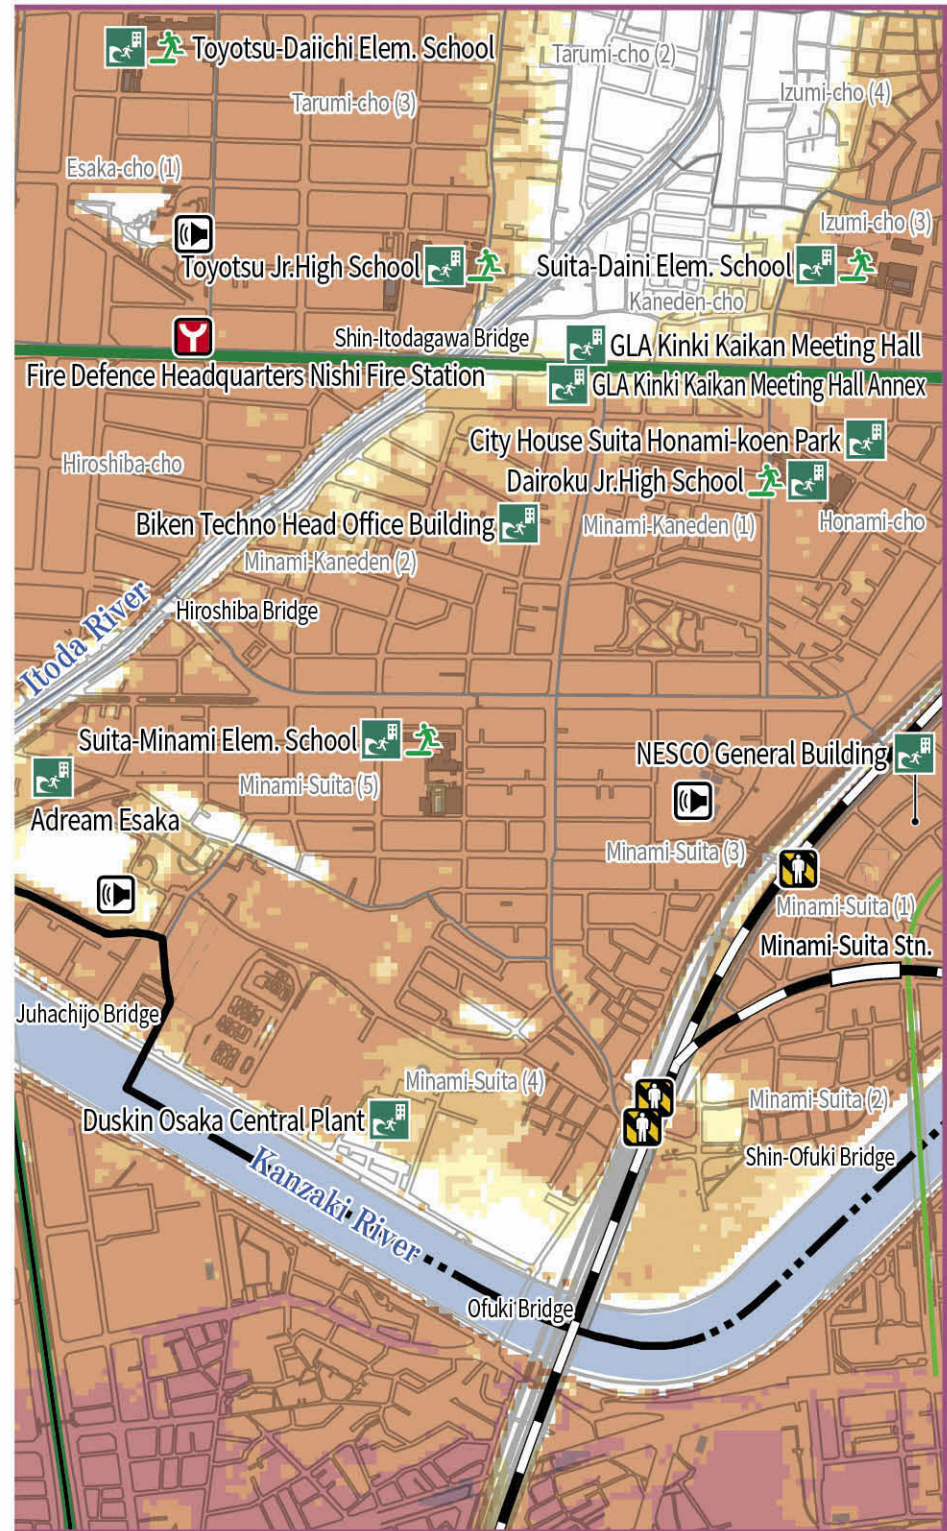 Toyotsu-Daiichi Elem. School
Tarumi-cho (2)
Izumi-cho (4)
Tarumi-cho (3)
Esaka-cho (1)
Izumi-cho (3)
Toyotsu Jr.High School
Suita-Daini Elem. School
Kaneden-cho
Shin-Itodagawa Bridge
GLA Kinki Kaikan Meeting Hall
Fire Defence Headquarters Nishi Fire Station
GLA Kinki Kaikan Meeting Hall Annex
City House Suita Honami-koen Park
Hiroshiba-cho
Dairoku Jr.High School
Biken Techno Head Office Building
Minami-Kaneden (1)
Honami-cho
Minami-Kaneden (2)
Hiroshiba Bridge
Itoda River
Suita-Minami Elem. School
NESCO General Building
Minami-Suita (5)
Adream Esaka
Minami-Suita (3)
Minami-Suita (1)
Minami-Suita Stn.
Juhachijo Bridge
Minami-Suita (4)
Minami-Suita (2)
Duskin Osaka Central Plant
Shin-Ofuki Bridge
Kanzaki River
Ofuki Bridge